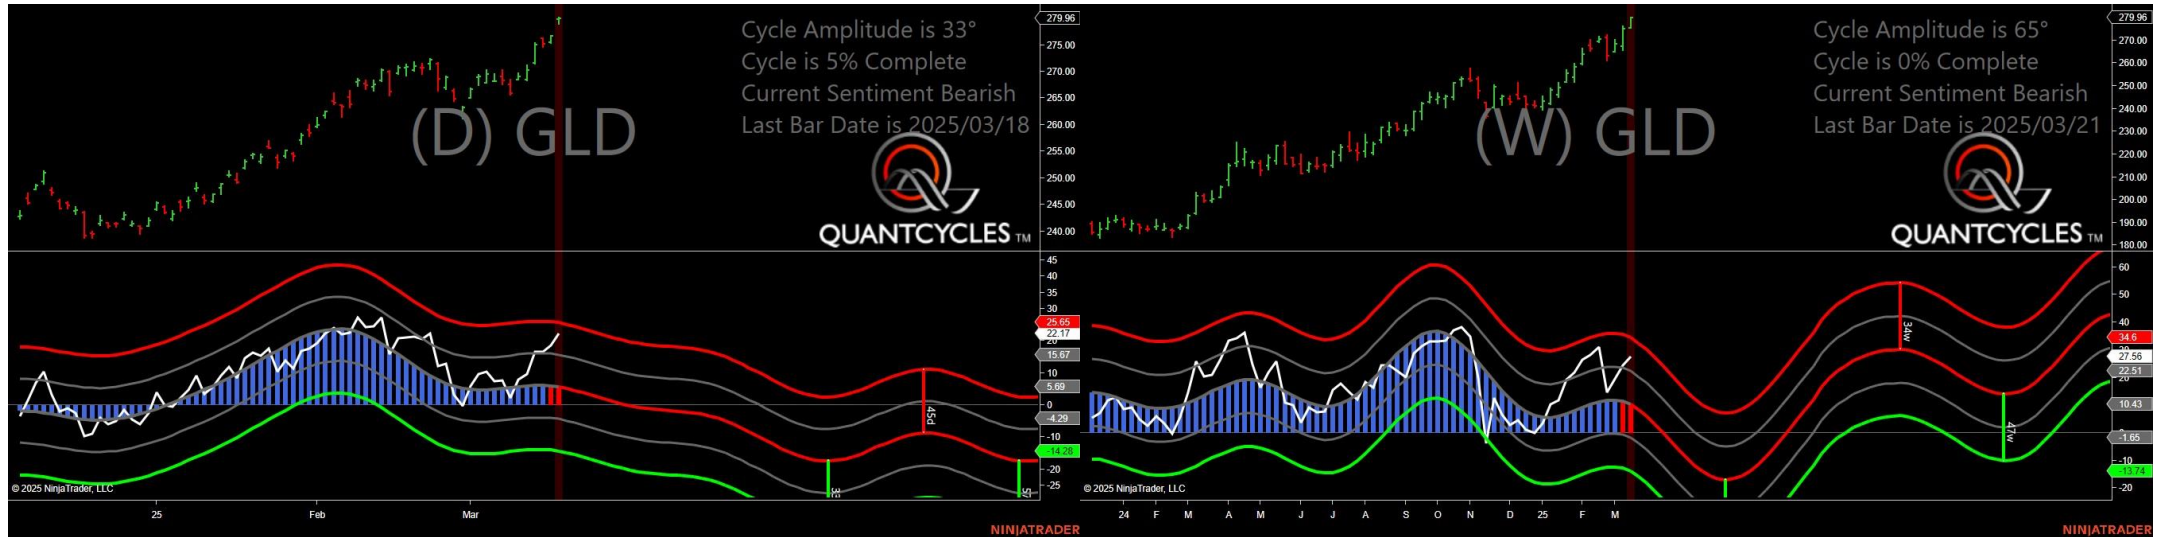 Cycle Amplitude is 33°
Cycle is 5% Complete
Current Sentiment Bearish
Last Bar Date is 2025/03/18
(D) GLD
QUANTCYCLES TM
279.96
275.00
270.00
265.00
260.00
255.00
250.00
245.00
240.00
45
40
35
30
25.65
22.17
20
15.67
10
5.69
0
-4.29
-10
-14.28
-20
-25
45d
© 2025 NinjaTrader, LLC
25
Feb
Mar
NINJATRADER
Cycle Amplitude is 65°
Cycle is 0% Complete
Current Sentiment Bearish
Last Bar Date is 2025/03/21
(W) GLD
QUANTCYCLES TM
279.96
270.00
260.00
250.00
240.00
230.00
220.00
210.00
200.00
190.00
180.00
60
50
40
34.6
27.56
22.51
20
10.43
-1.65
-10
-13.74
-20
34w
47w
© 2025 NinjaTrader, LLC
24 F M A M J J A S O N D 25 F M
NINJATRADER